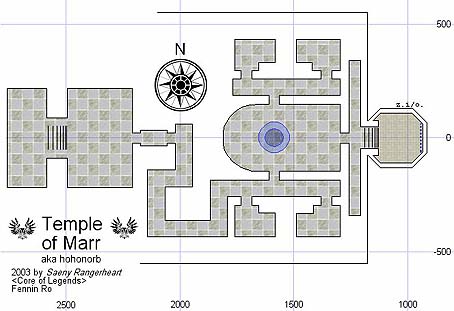 N
500
z.i/o.
0
-500
Temple
of Marr
aka hohonorb
2003 by Saeny Rangerheart
<Core of Legends>
Fennin Ro
2500
2000
1500
1000